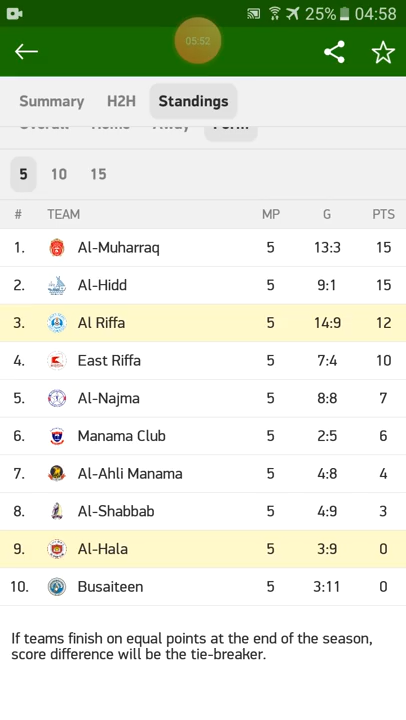 25% 04:58
05:52
Summary H2H Standings
Overall Home Away Form
5 10 15
# TEAM MP G PTS
1. Al-Muharraq 5 13:3 15
2. Al-Hidd 5 9:1 15
3. Al Riffa 5 14:9 12
4. East Riffa 5 7:4 10
5. Al-Najma 5 8:8 7
6. Manama Club 5 2:5 6
7. Al-Ahli Manama 5 4:8 4
8. Al-Shabbab 5 4:9 3
9. Al-Hala 5 3:9 0
10. Busaiteen 5 3:11 0
If teams finish on equal points at the end of the season,
score difference will be the tie-breaker.